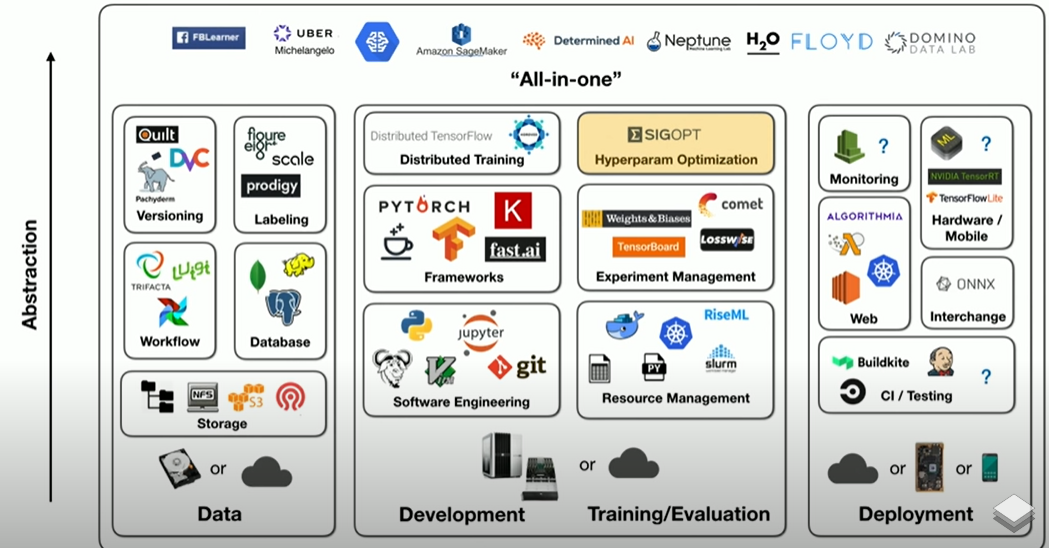 FBLearner
UBER
Michelangelo
Amazon SageMaker
Determined AI
Neptune
Machine Learning Lab
H2O
FLOYD
DOMINO
DATA LAB
“All-in-one”
Abstraction
Quilt
DVC
Pachyderm
Versioning
figure
eight
scale
prodigy
Labeling
TRIFACTA
Luigi
Workflow
Database
NFS
S3
Storage
or
Data
Distributed TensorFlow
HOROVOD
Distributed Training
SIGOPT
Hyperparam Optimization
PYTORCH
K
fast.ai
Frameworks
Weights & Biases
comet
TensorBoard
LOSSWISE
Experiment Management
jupyter
VIM
git
Software Engineering
RiseML
PY
slurm
workload manager
Resource Management
or
Development
Training/Evaluation
?
Monitoring
ML
?
NVIDIA TensorRT
TensorFlow Lite
Hardware /
Mobile
ALGORITHMIA
Web
ONNX
Interchange
Buildkite
?
CI / Testing
or
or
Deployment